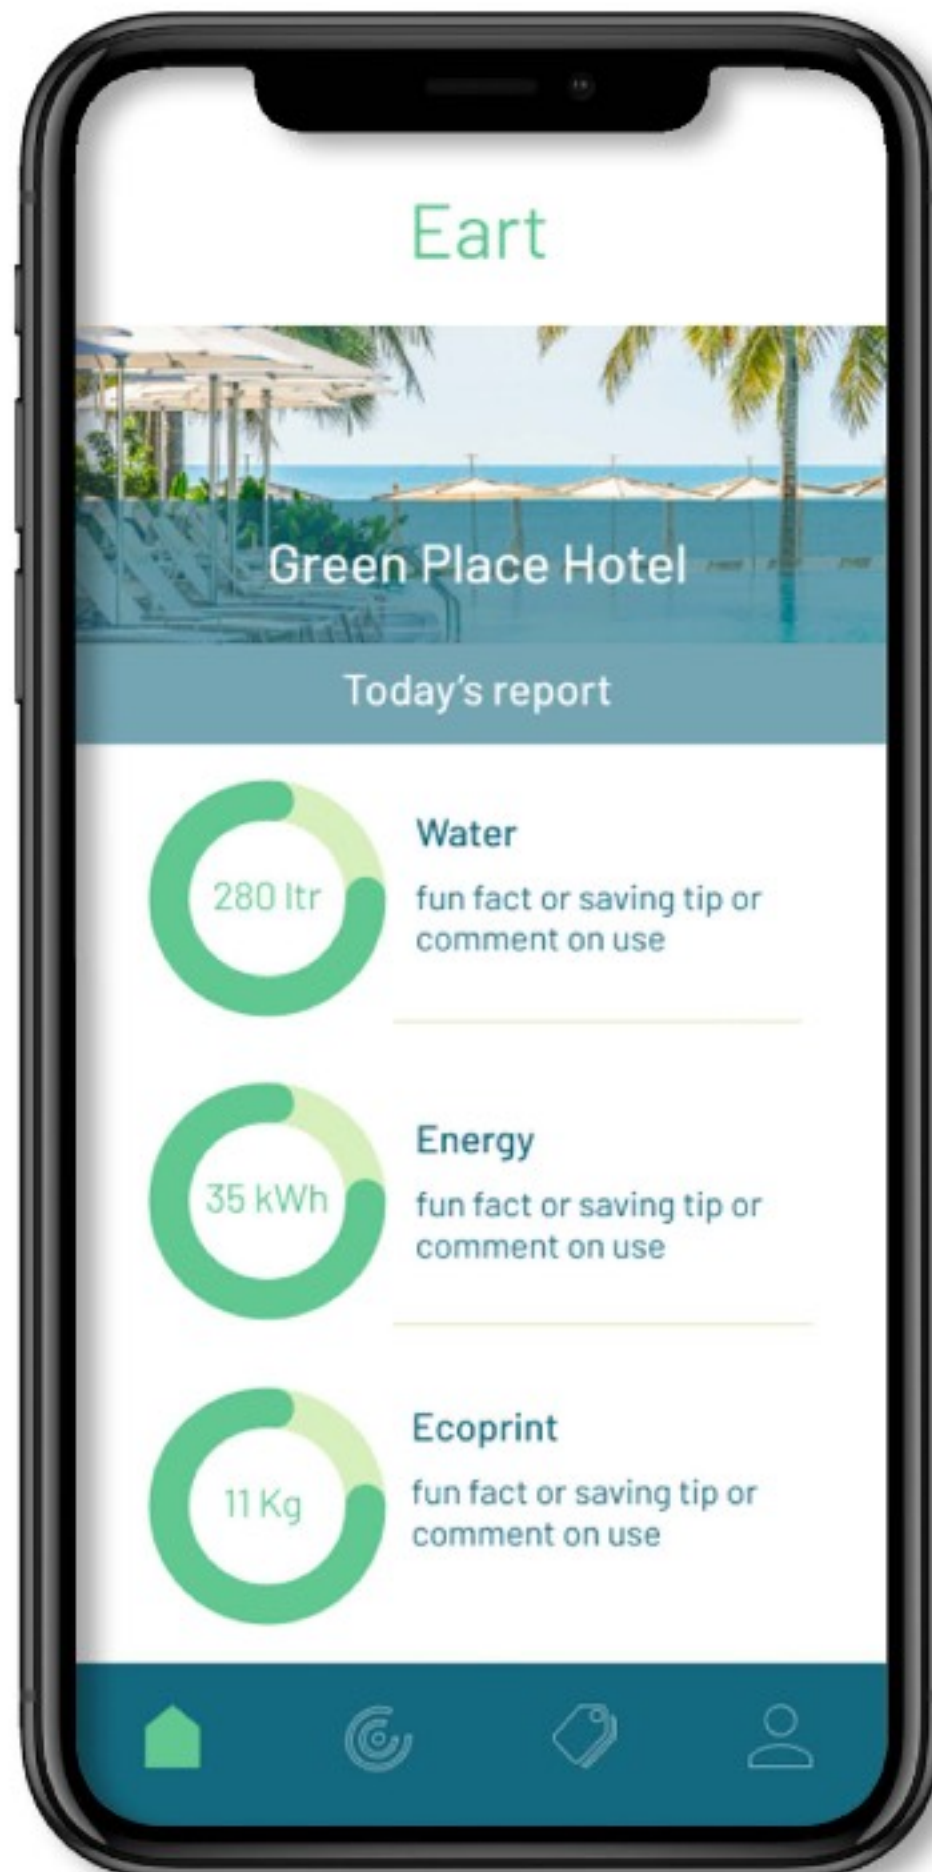 Eart
Green Place Hotel
Today's report
280 ltr
Water
fun fact or saving tip or
comment on use
35 kWh
Energy
fun fact or saving tip or
comment on use
11 Kg
Ecoprint
fun fact or saving tip or
comment on use